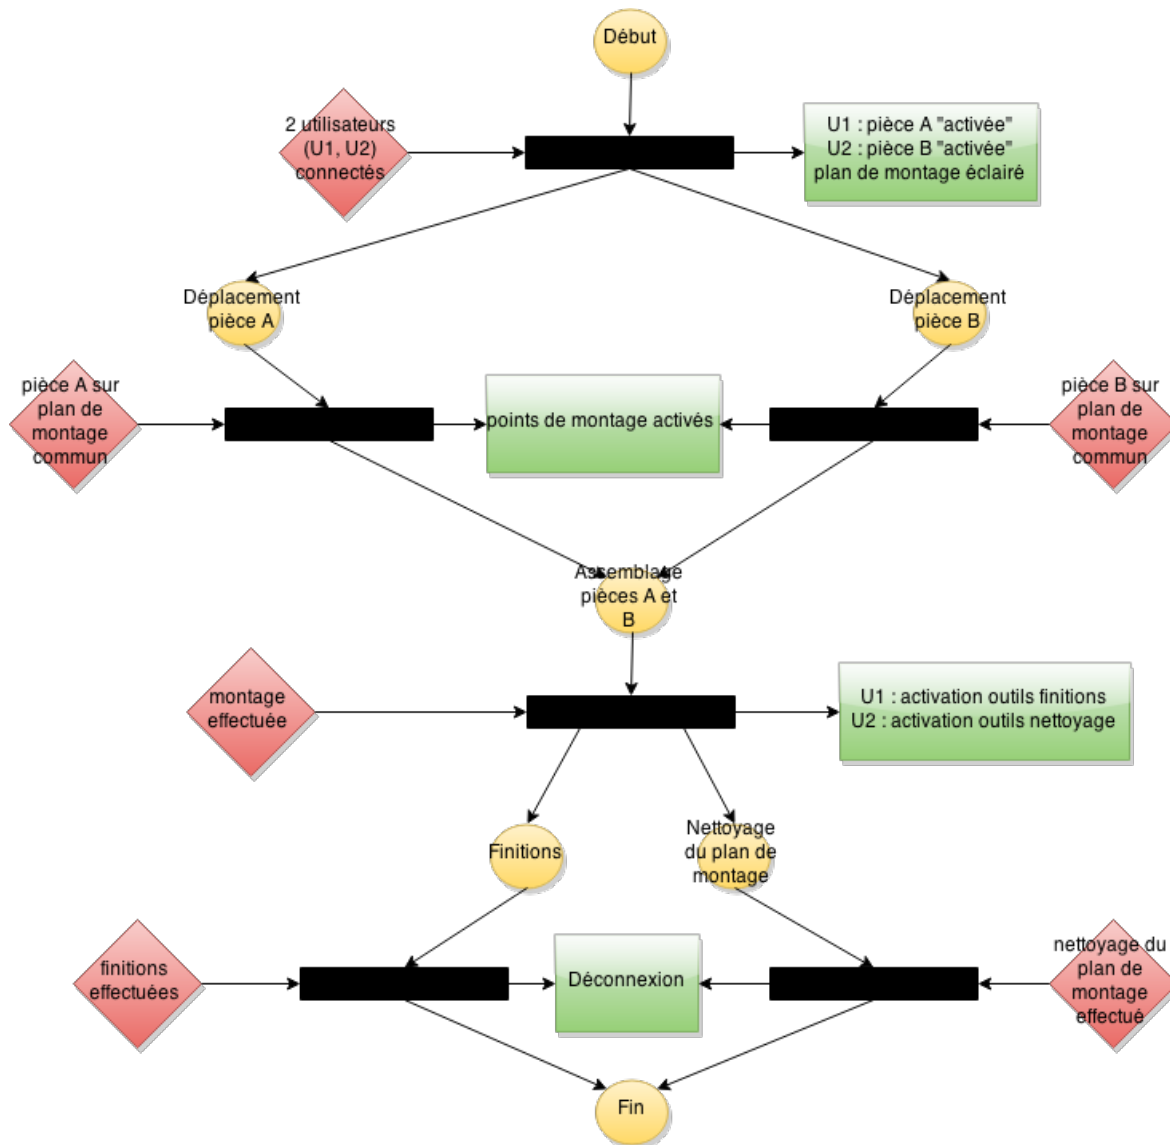 Début
2 utilisateurs
(U1, U2)
connectés
U1 : pièce A "activée"
U2 : pièce B "activée"
plan de montage éclairé
Déplacement
pièce A
Déplacement
pièce B
pièce A sur
plan de
montage
commun
points de montage activés
pièce B sur
plan de
montage
commun
Assemblage
pièces A et
B
montage
effectuée
U1 : activation outils finitions
U2 : activation outils nettoyage
Finitions
Nettoyage
du plan de
montage
finitions
effectuées
Déconnexion
nettoyage du
plan de
montage
effectué
Fin